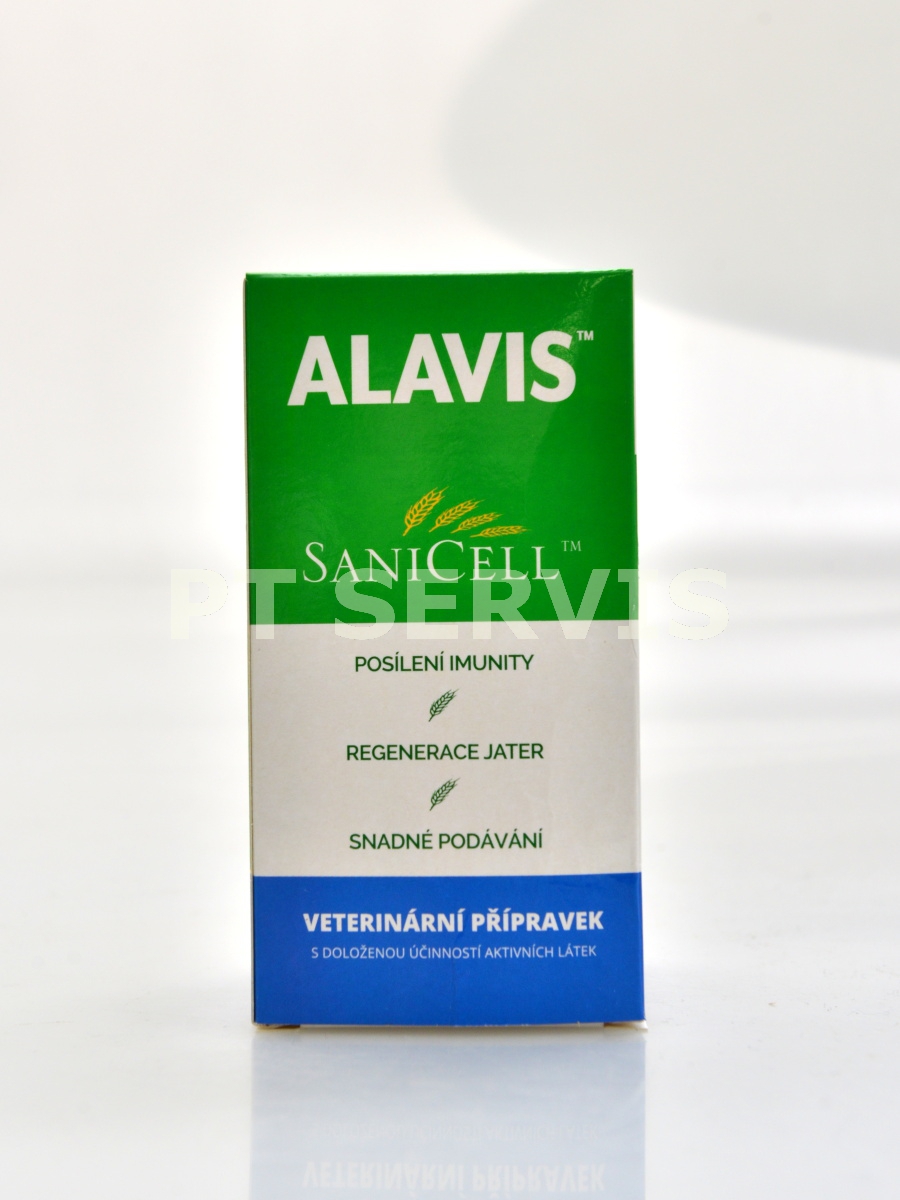 ALAVIS™
SANICELL™
PT SERVIS
POSÍLENÍ IMUNITY
REGENERACE JATER
SNADNÉ PODÁVÁNÍ
VETERINÁRNÍ PŘÍPRAVEK
S DOLOŽENOU ÚČINNOSTÍ AKTIVNÍCH LÁTEK